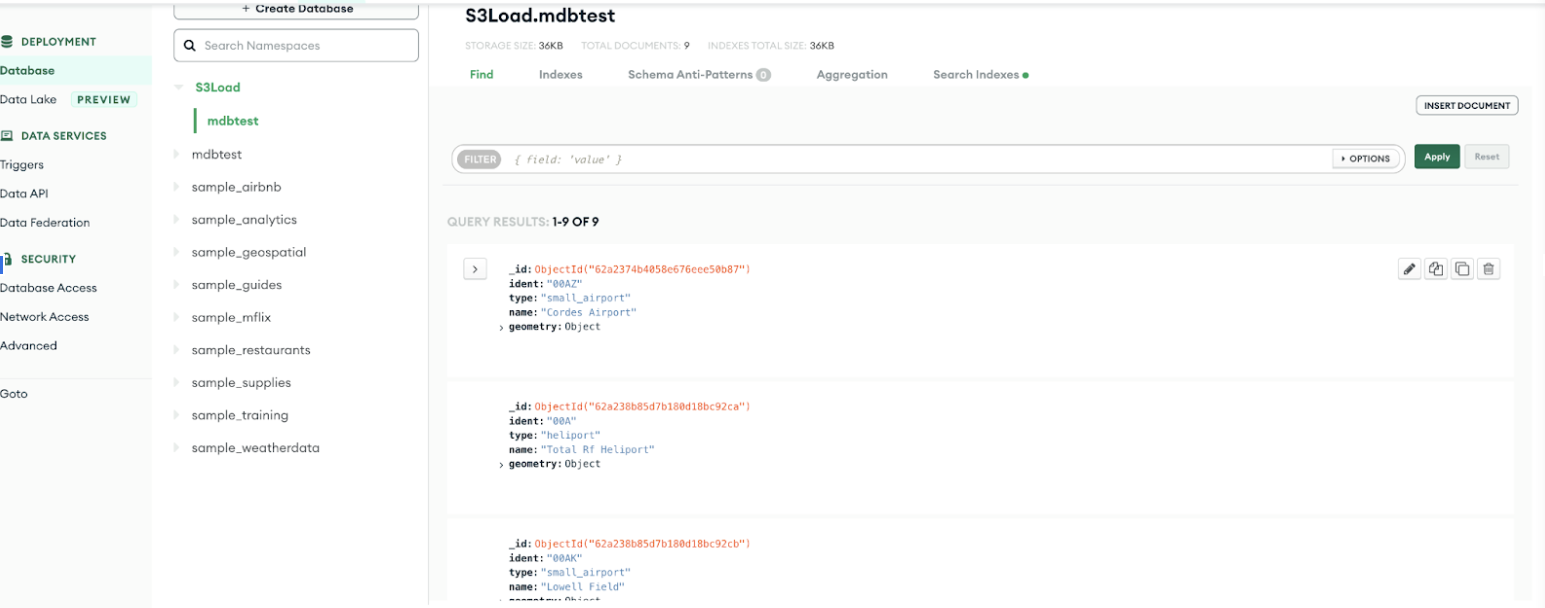 DEPLOYMENT
Database
Data Lake PREVIEW
DATA SERVICES
Triggers
Data API
Data Federation
SECURITY
Database Access
Network Access
Advanced
Goto
+ Create Database
Search Namespaces
S3Load
mdbtest
mdbtest
sample_airbnb
sample_analytics
sample_geospatial
sample_guides
sample_mflix
sample_restaurants
sample_supplies
sample_training
sample_weatherdata
S3Load.mdbtest
STORAGE SIZE: 36KB TOTAL DOCUMENTS: 9 INDEXES TOTAL SIZE: 36KB
Find Indexes Schema Anti-Patterns 0 Aggregation Search Indexes
INSERT DOCUMENT
FILTER { field: 'value' } OPTIONS Apply Reset
QUERY RESULTS: 1-9 OF 9
_id: ObjectId("62a2374b4058e676eee50b87")
ident: "00AZ"
type: "small_airport"
name: "Cordes Airport"
geometry: Object
_id: ObjectId("62a238b85d7b180d18bc92ca")
ident: "00A"
type: "heliport"
name: "Total Rf Heliport"
geometry: Object
_id: ObjectId("62a238b85d7b180d18bc92cb")
ident: "00AK"
type: "small_airport"
name: "Lowell Field"
geometry: Object